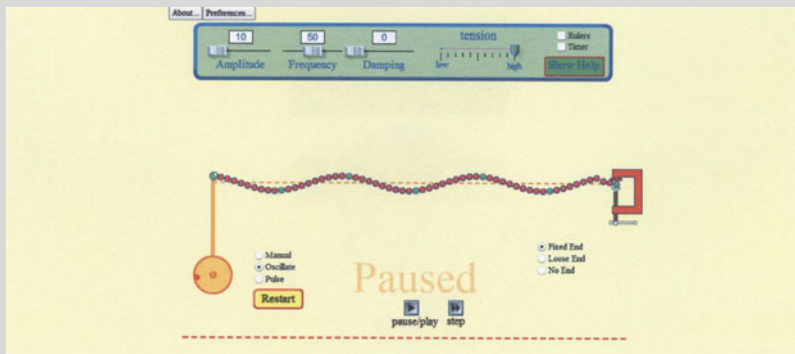 About... Preferences...
10 50 0 tension Rulers
Timer
Amplitude Frequency Damping low high Show Help
Manual
Oscillate
Pulse
Restart
Fixed End
Loose End
No End
Paused
pause/play step